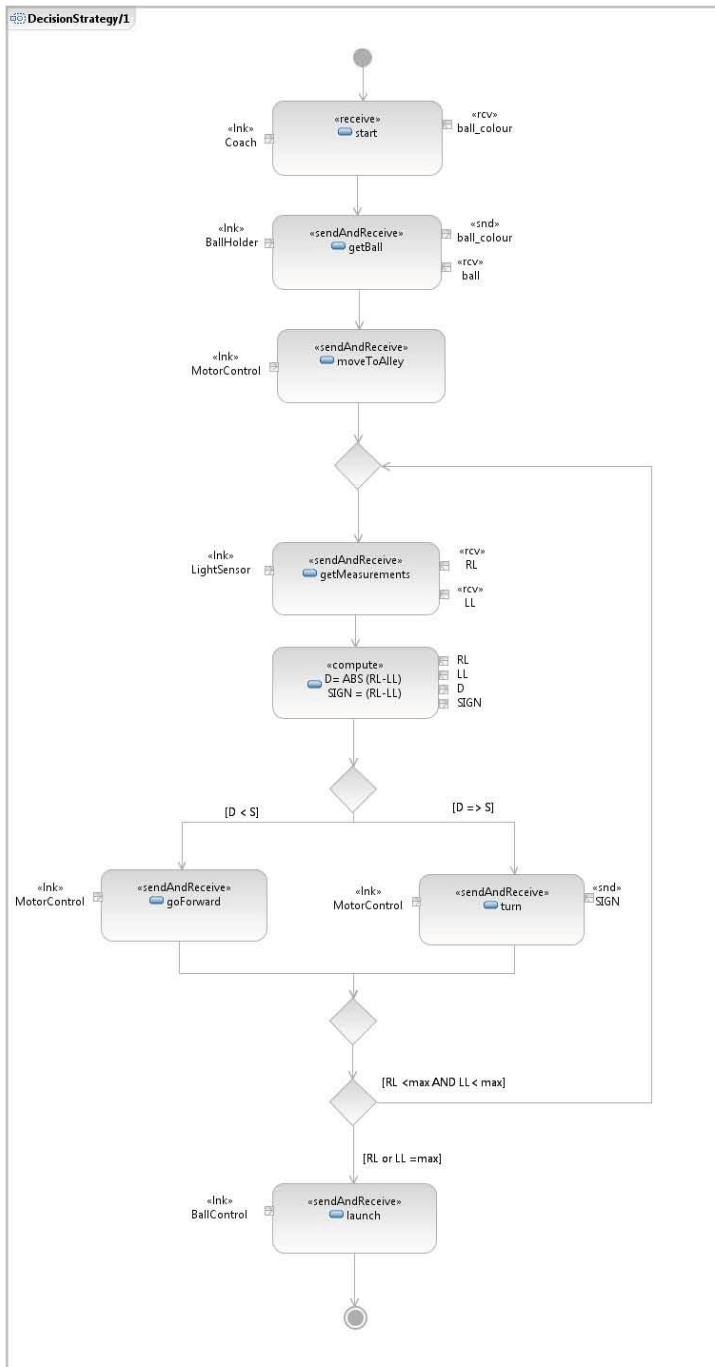 DecisionStrategy/1
«receive»
start
«lnk»
Coach
«rcv»
ball_colour
«sendAndReceive»
getBall
«lnk»
BallHolder
«snd»
ball_colour
«rcv»
ball
«sendAndReceive»
moveToAlley
«lnk»
MotorControl
«sendAndReceive»
getMeasurements
«lnk»
LightSensor
«rcv»
RL
«rcv»
LL
«compute»
D= ABS (RL-LL)
SIGN = (RL-LL)
RL
LL
D
SIGN
[D < S]
[D => S]
«lnk»
MotorControl
«sendAndReceive»
goForward
«lnk»
MotorControl
«sendAndReceive»
turn
«snd»
SIGN
[RL <max AND LL< max]
[RL or LL =max]
«lnk»
BallControl
«sendAndReceive»
launch